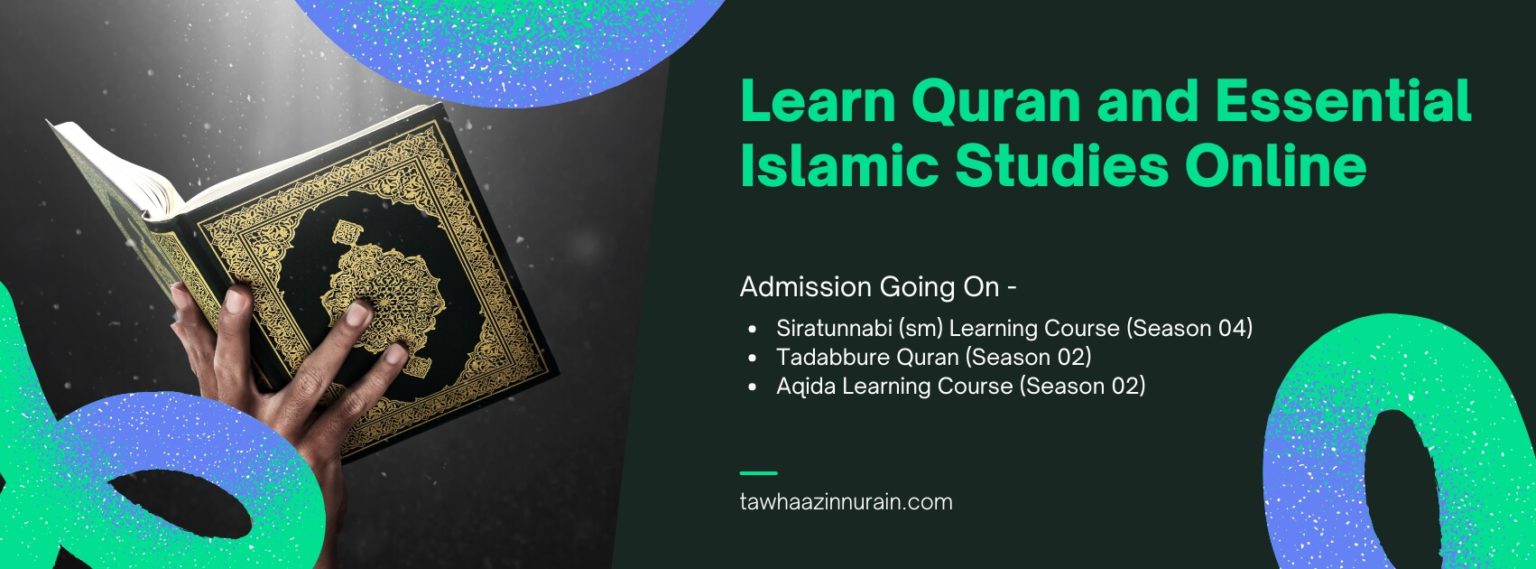 Learn Quran and Essential
Islamic Studies Online
Admission Going On -
• Siratunnabi (sm) Learning Course (Season 04)
• Tadabbure Quran (Season 02)
• Aqida Learning Course (Season 02)
tawhaazinnurain.com